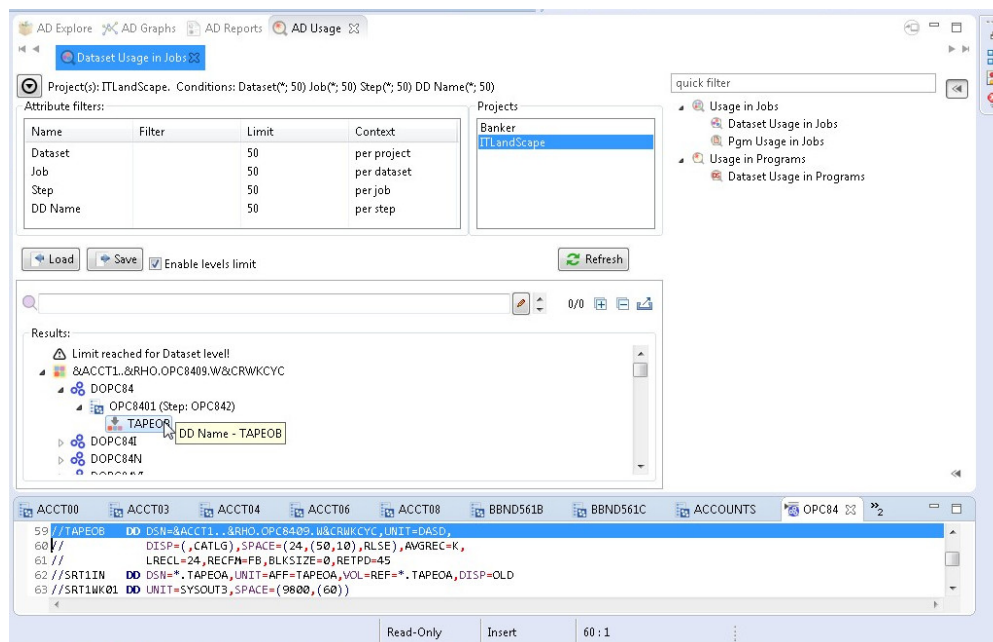 AD Explore AD Graphs AD Reports AD Usage
Dataset Usage in Jobs
Project(s): ITLandScape. Conditions: Dataset(*; 50) Job(*; 50) Step(*; 50) DD Name(*; 50)
Attribute filters:
Name Filter Limit Context
Dataset 50 per project
Job 50 per dataset
Step 50 per job
DD Name 50 per step
Projects
Banker
ITLandScape
quick filter
Usage in Jobs
Dataset Usage in Jobs
Pgm Usage in Jobs
Usage in Programs
Dataset Usage in Programs
Load Save Enable levels limit Refresh
0/0
Results:
Limit reached for Dataset level!
&ACCT1..&RHO.OPC8409.W&CRWKCYC
DOPC84
OPC8401 (Step: OPC842)
TAPEOB
DD Name - TAPEOB
DOPC84I
DOPC84N
ACCT00 ACCT03 ACCT04 ACCT06 ACCT08 BBND561B BBND561C ACCOUNTS OPC84 »2
59 //TAPEOB DD DSN=&ACCT1..&RHO.OPC8409.W&CRWKCYC,UNIT=DASD,
60 // DISP=(,CATLG),SPACE=(24,(50,10),RLSE),AVGREC=K,
61 // LRECL=24,RECFM=FB,BLKSIZE=0,RETPD=45
62 //SRT1IN DD DSN=*.TAPEOA,UNIT=AFF=TAPEOA,VOL=REF=*.TAPEOA,DISP=OLD
63 //SRT1WK01 DD UNIT=SYSOUT3,SPACE=(9800,(60))
Read-Only Insert 60 : 1